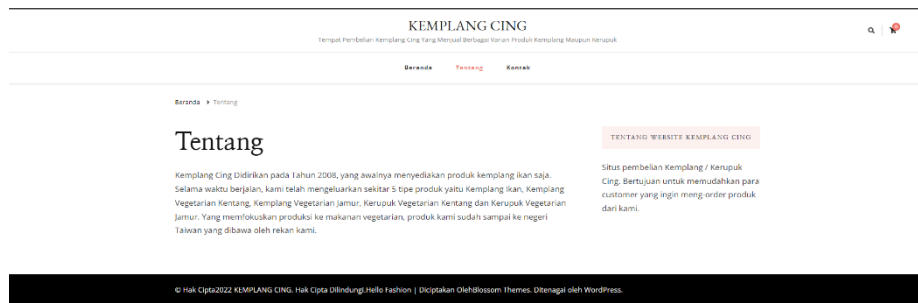 KEMPLANG CING
Tempat Pembelian Kemplang Cing Yang Menjual Berbagai Varian Produk Kemplang Maupun Kerupuk
Beranda Tentang Kontak
Beranda Tentang
Tentang
Kemplang Cing Didirikan pada Tahun 2008, yang awalnya menyediakan produk kemplang ikan saja.
Selama waktu berjalan, kami telah mengeluarkan sekitar 5 tipe produk yaitu Kemplang Ikan, Kemplang
Vegetarian Kentang, Kemplang Vegetarian Jamur, Kerupuk Vegetarian Kentang dan Kerupuk Vegetarian
Jamur. Yang memfokuskan produksi ke makanan vegetarian, produk kami sudah sampai ke negeri
Taiwan yang dibawa oleh rekan kami.
TENTANG WEBSITE KEMPLANG CING
Situs pembelian Kemplang / Kerupuk
Cing. Bertujuan untuk memudahkan para
customer yang ingin meng-order produk
dari kami.
© Hak Cipta2022 KEMPLANG CING. Hak Cipta Dilindungi.Hello Fashion | Diciptakan OlehBlossom Themes. Ditenagai oleh WordPress.